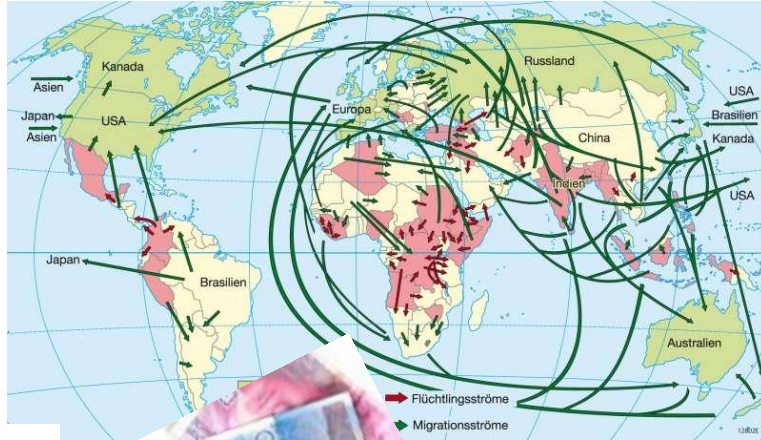 Kanada
Russland
Asien
USA
Japan
USA
Europa
Brasilien
Asien
China
Kanada
Indien
USA
Japan
Brasilien
Australien
Flüchtlingsströme
Migrationsströme